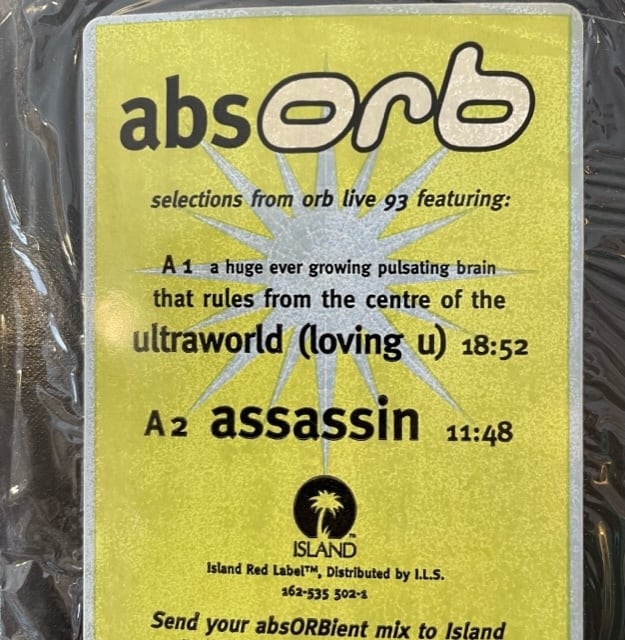 absorb
selections from orb live 93 featuring:
A1 a huge ever growing pulsating brain
that rules from the centre of the
ultraworld (loving u) 18:52
A2 assassin 11:48
ISLAND
Island Red Label™, Distributed by I.L.S.
162-535 502-1
Send your absORBient mix to Island